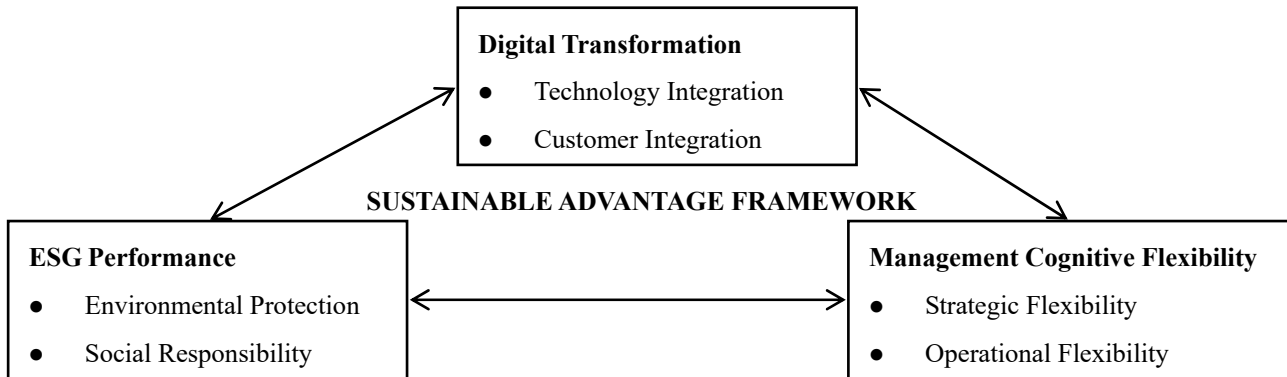 Digital Transformation
● Technology Integration
● Customer Integration
SUSTAINABLE ADVANTAGE FRAMEWORK
ESG Performance
● Environmental Protection
● Social Responsibility
Management Cognitive Flexibility
● Strategic Flexibility
● Operational Flexibility